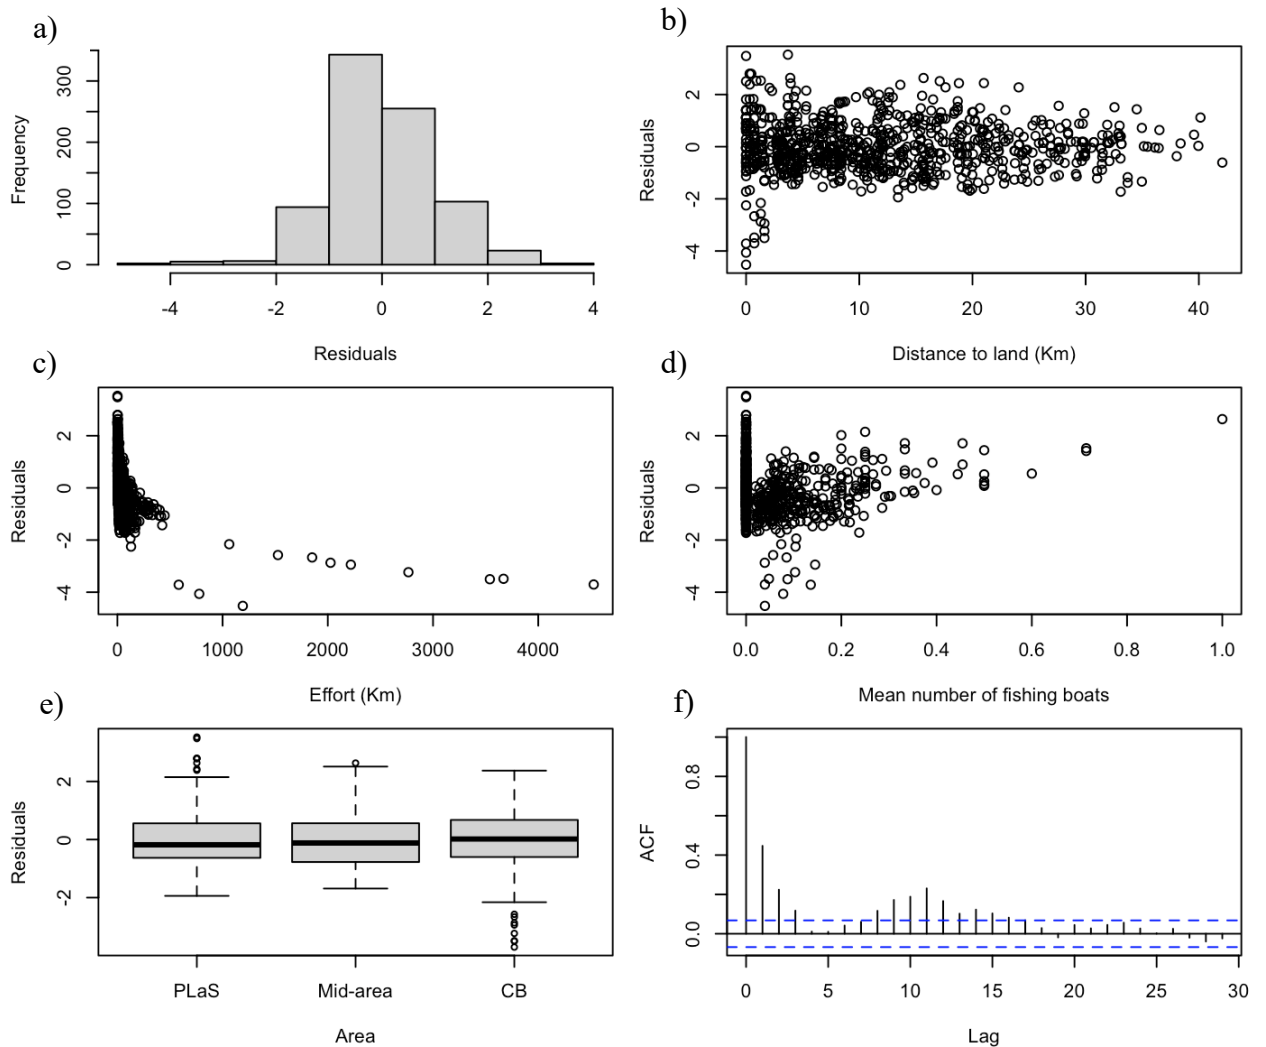 a)
Frequency
300
200
100
0
-4 -2 0 2 4
Residuals
b)
Residuals
2
0
-2
-4
0 10 20 30 40
Distance to land (Km)
c)
Residuals
2
0
-2
-4
0 1000 2000 3000 4000
Effort (Km)
d)
Residuals
2
0
-2
-4
0.0 0.2 0.4 0.6 0.8 1.0
Mean number of fishing boats
e)
Residuals
2
0
-2
PLaS Mid-area CB
Area
f)
ACF
0.8
0.4
0.0
0 5 10 15 20 25 30
Lag